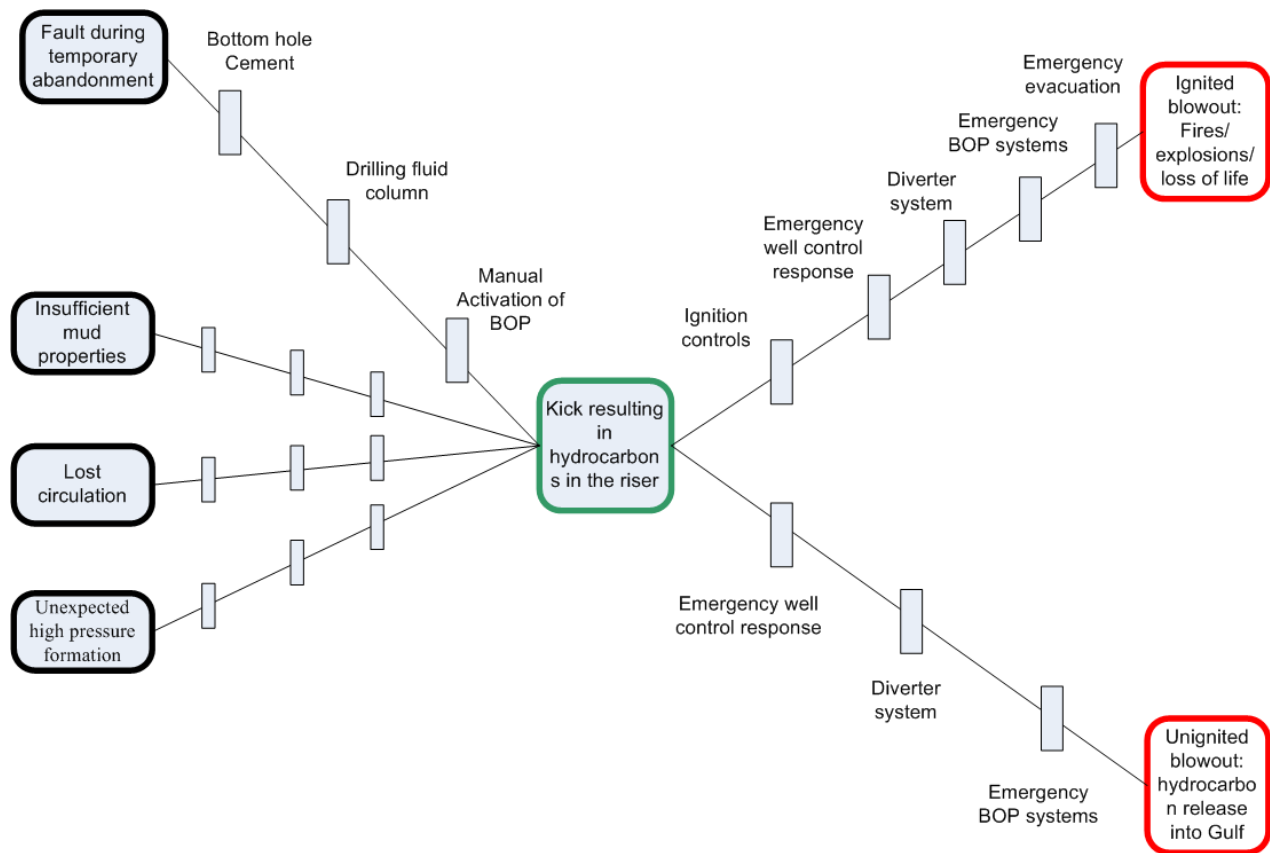 Fault during
temporary
abandonment
Bottom hole
Cement
Drilling fluid
column
Manual
Activation of
BOP
Insufficient
mud
properties
Lost
circulation
Unexpected
high pressure
formation
Kick resulting
in
hydrocarbon
s in the riser
Ignition
controls
Emergency
well control
response
Diverter
system
Emergency
BOP systems
Emergency
evacuation
Ignited
blowout:
Fires/
explosions/
loss of life
Emergency well
control response
Diverter
system
Emergency
BOP systems
Unignited
blowout:
hydrocarbo
n release
into Gulf